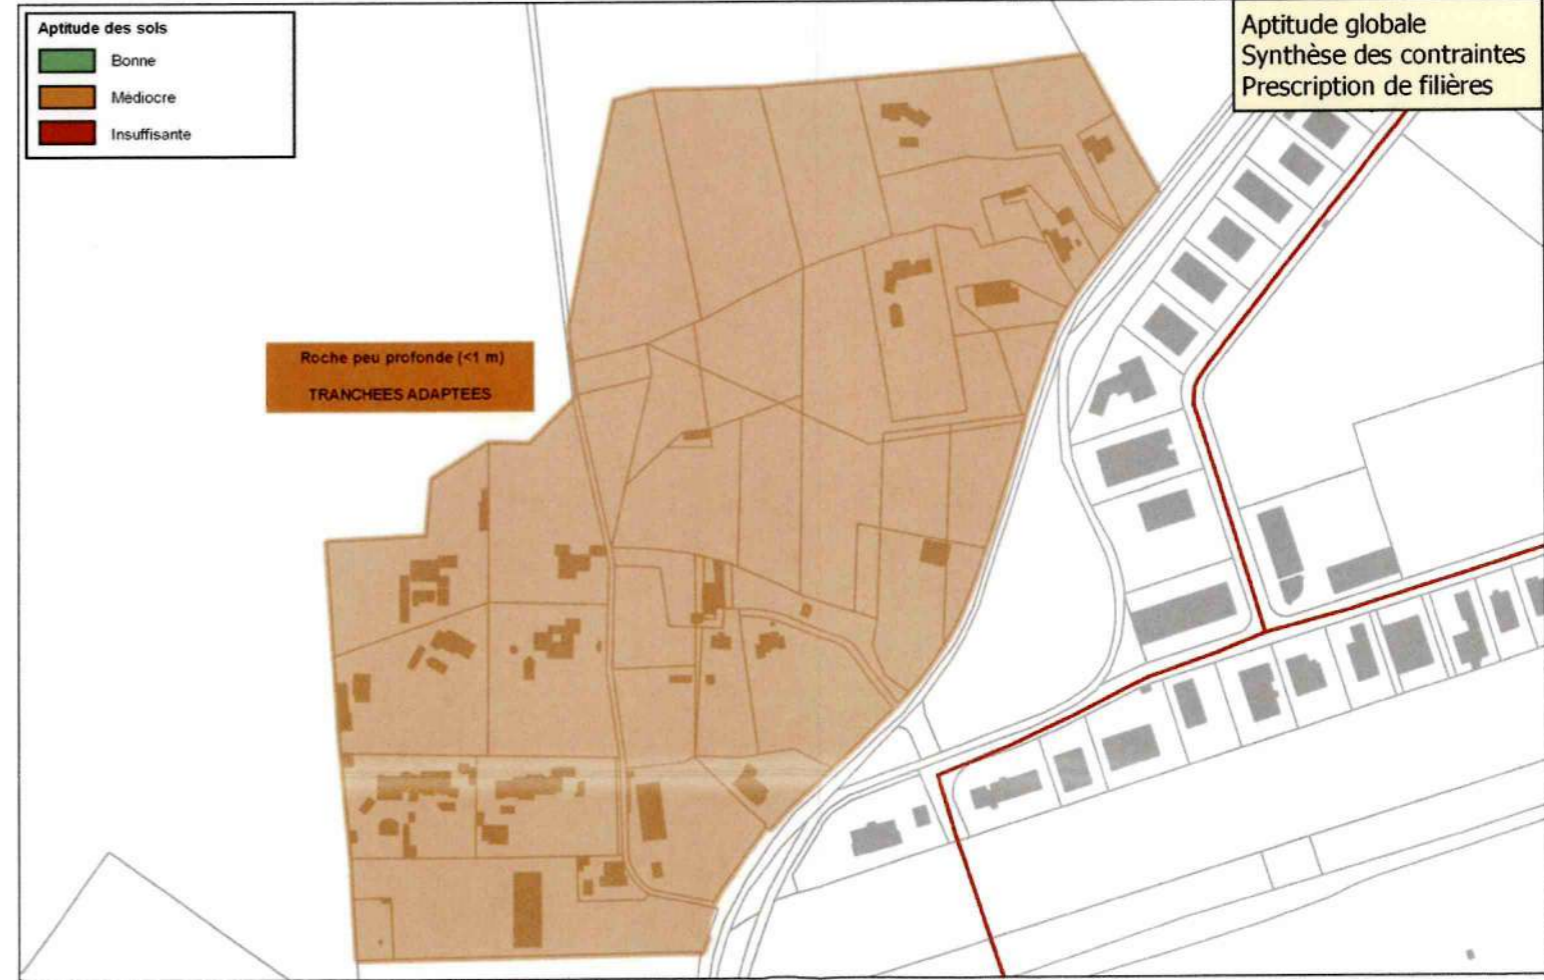 Aptitude des sols
Bonne
Médiocre
Insuffisante
Aptitude globale
Synthèse des contraintes
Prescription de filières
Roche peu profonde (<1 m)
TRANCHEES ADAPTEES